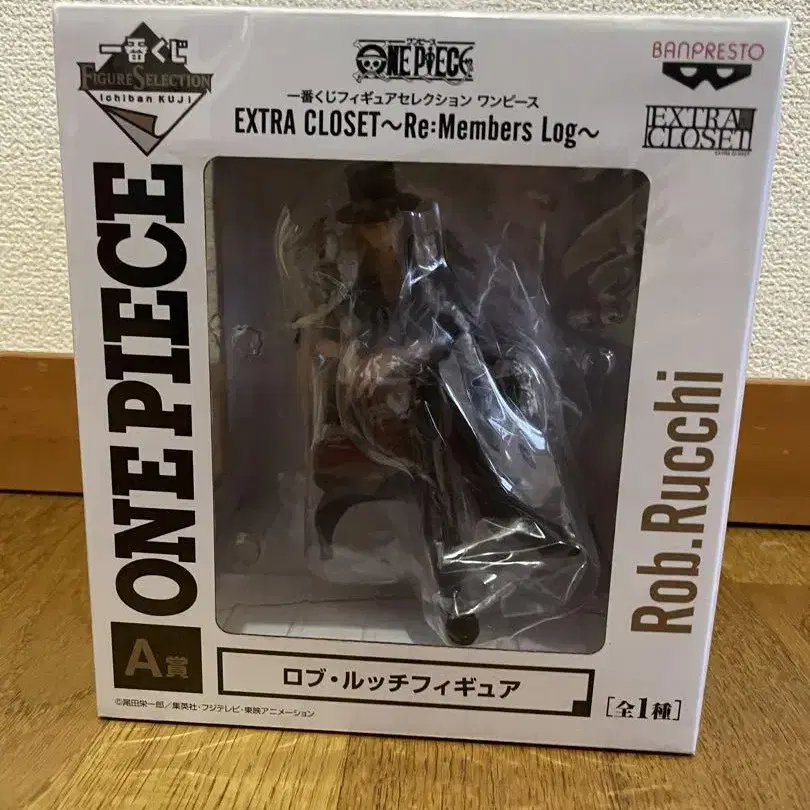 一番くじ
FIGURE SELECTION
Ichiban KUJI
ワンピース
ONE PIECE
BANPRESTO
一番くじフィギュアセレクション ワンピース
EXTRA CLOSET～Re:Members Log～
EXTRA
CLOSET
ONE PIECE
Rob.Rucchi
A賞
ロブ・ルッチフィギュア
[全1種]
©尾田栄一郎／集英社・フジテレビ・東映アニメーション